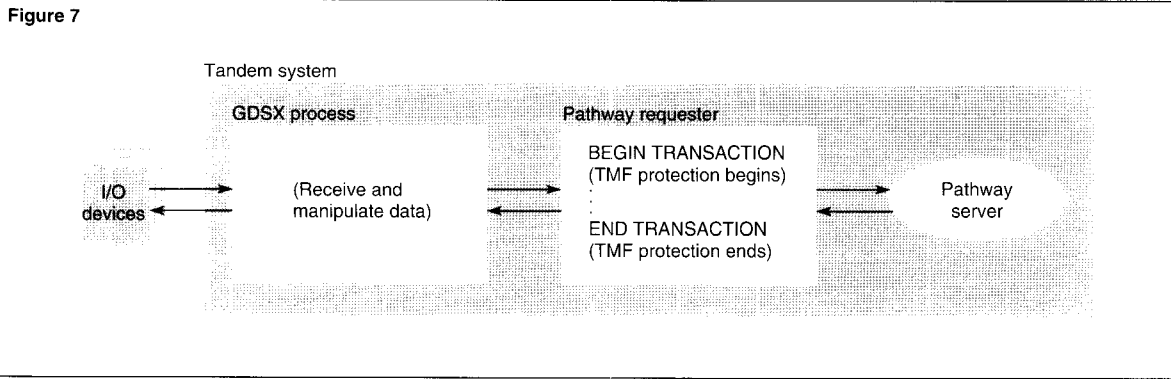 Figure 7
Tandem system
GDSX process
Pathway requester
I/O
devices
(Receive and
manipulate data)
BEGIN TRANSACTION
(TMF protection begins)
.
.
END TRANSACTION
(TMF protection ends)
Pathway
server